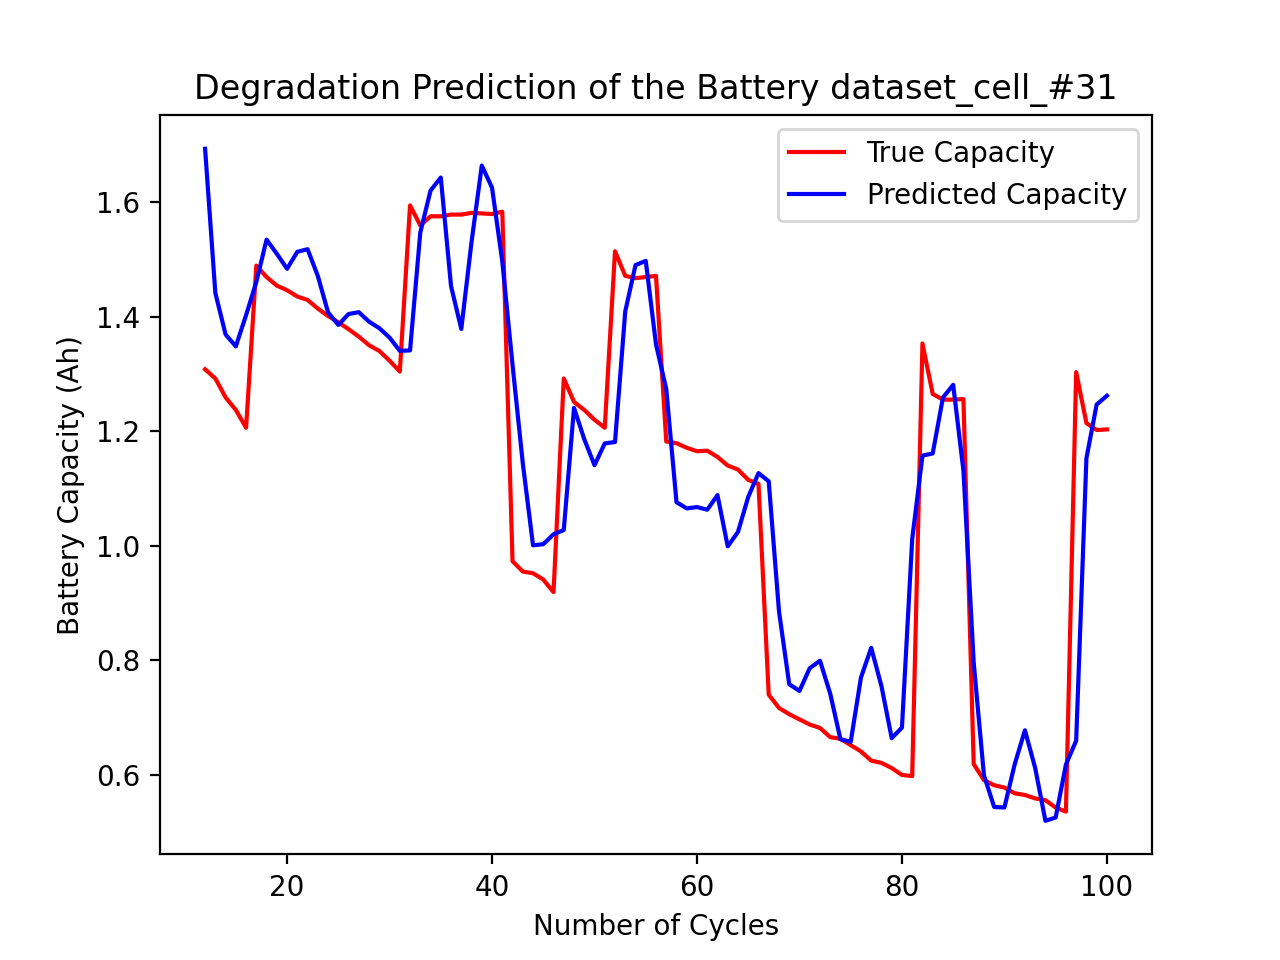 Degradation Prediction of the Battery dataset_cell_#31
True Capacity
Predicted Capacity
1.6
1.4
1.2
1.0
0.8
0.6
Battery Capacity (Ah)
20 40 60 80 100
Number of Cycles